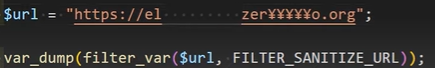 $url = "https://el         zer¥¥¥¥¥o.org";
var_dump(filter_var($url, FILTER_SANITIZE_URL));